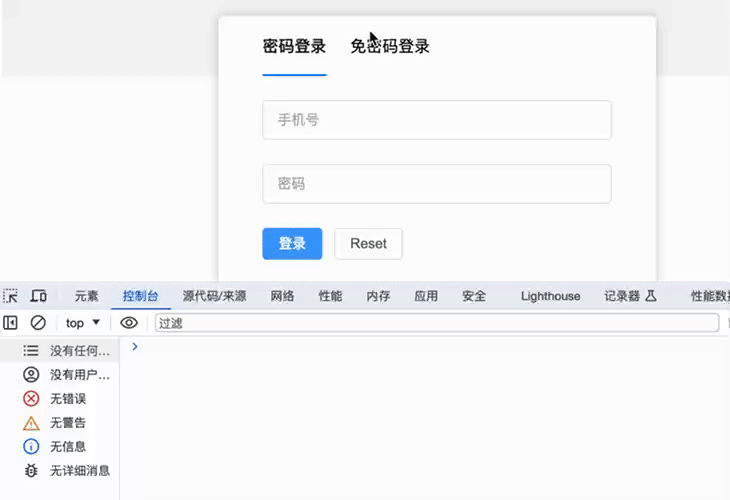 密码登录 免密码登录
手机号
密码
登录 Reset
元素 控制台 源代码/来源 网络 性能 内存 应用 安全 Lighthouse 记录器 性能数
top 过滤
没有任何...
没有用户...
无错误
无警告
无信息
无详细消息